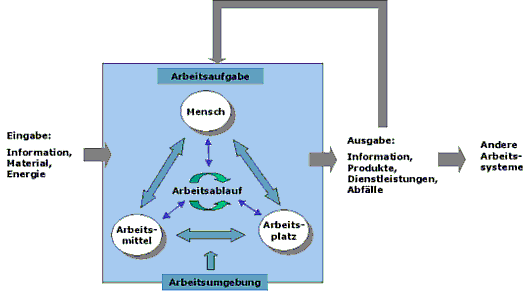 Arbeitsaufgabe
Mensch
Eingabe:
Information,
Material,
Energie
Arbeitsablauf
Arbeits-
mittel
Arbeits-
platz
Arbeitsumgebung
Ausgabe:
Information,
Produkte,
Dienstleistungen,
Abfälle
Andere
Arbeits-
systeme